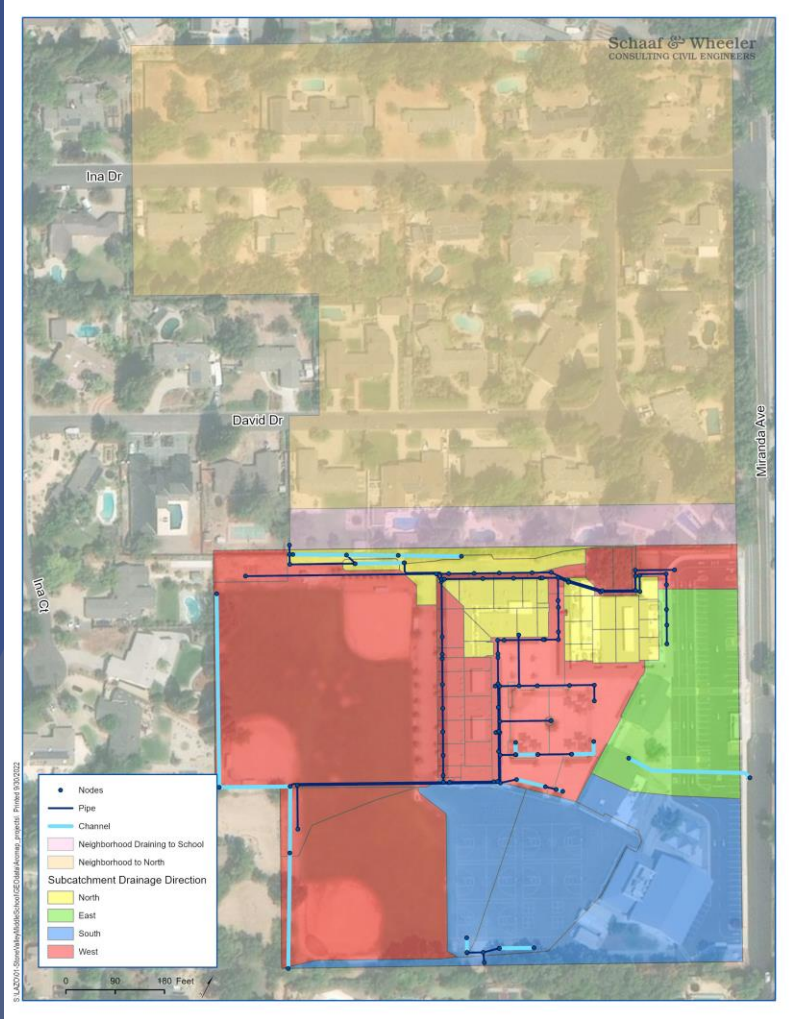 Schaaf & Wheeler
CONSULTING CIVIL ENGINEERS
Ina Dr
David Dr
Miranda Ave
Ina Ct
Nodes
Pipe
Channel
Neighborhood Draining to School
Neighborhood to North
Subcatchment Drainage Direction
North
East
South
West
0 90 180 Feet